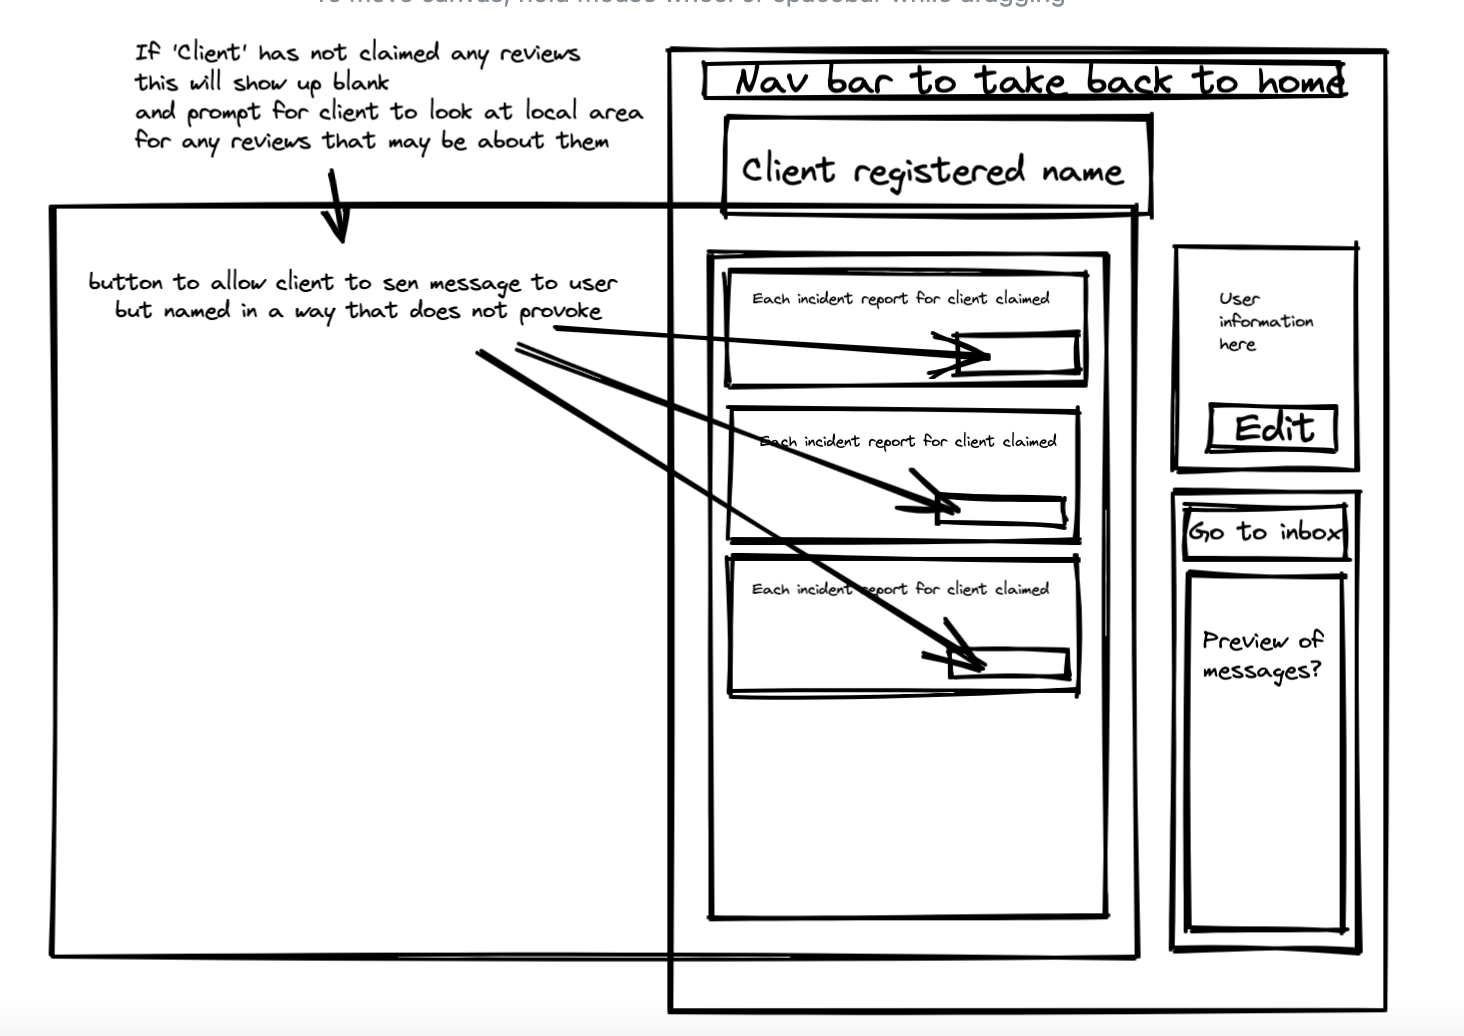 To move canvas, hold mouse wheel or spacebar while dragging
If 'Client' has not claimed any reviews
this will show up blank
and prompt for client to look at local area
for any reviews that may be about them
button to allow client to sen message to user
but named in a way that does not provoke
Nav bar to take back to home
Client registered name
Each incident report for client claimed
Each incident report for client claimed
Each incident report for client claimed
User
information
here
Edit
Go to inbox
Preview of
messages?